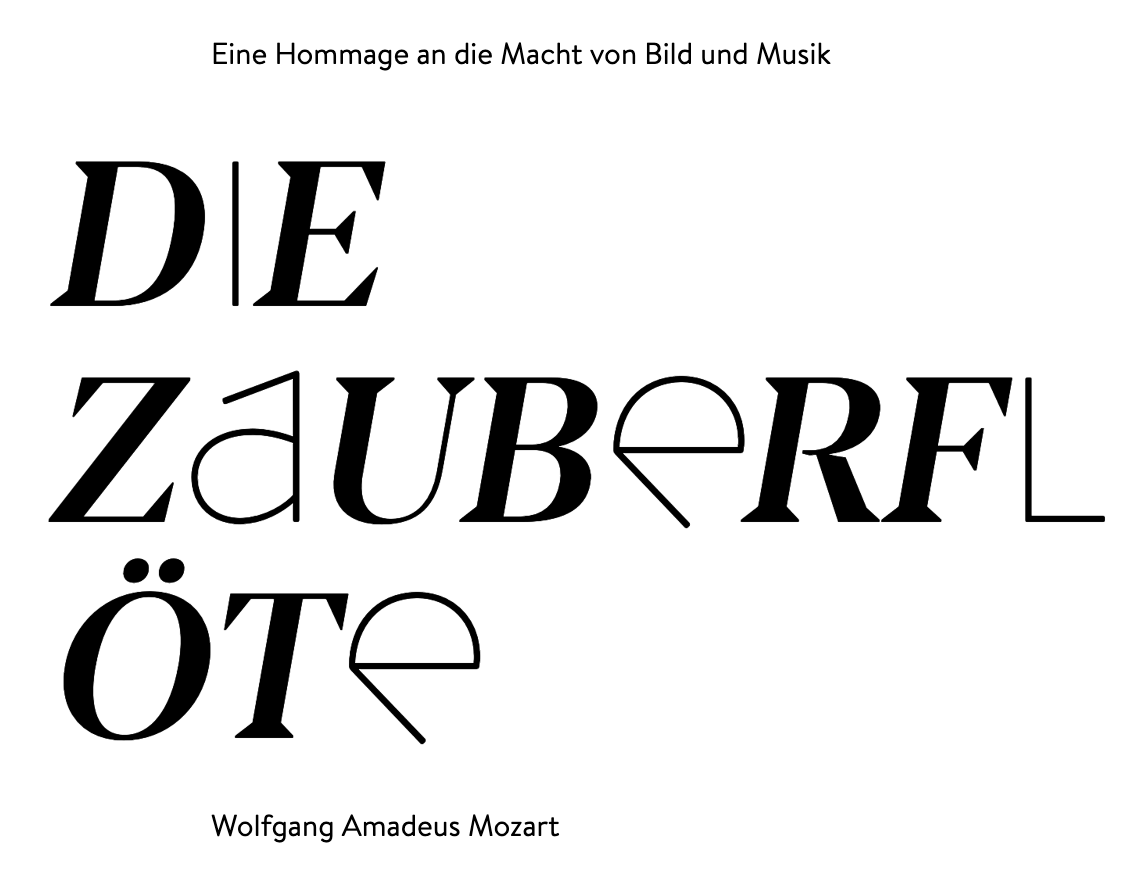 Eine Hommage an die Macht von Bild und Musik
DIE
ZaUBeRFL
ÖTe
Wolfgang Amadeus Mozart